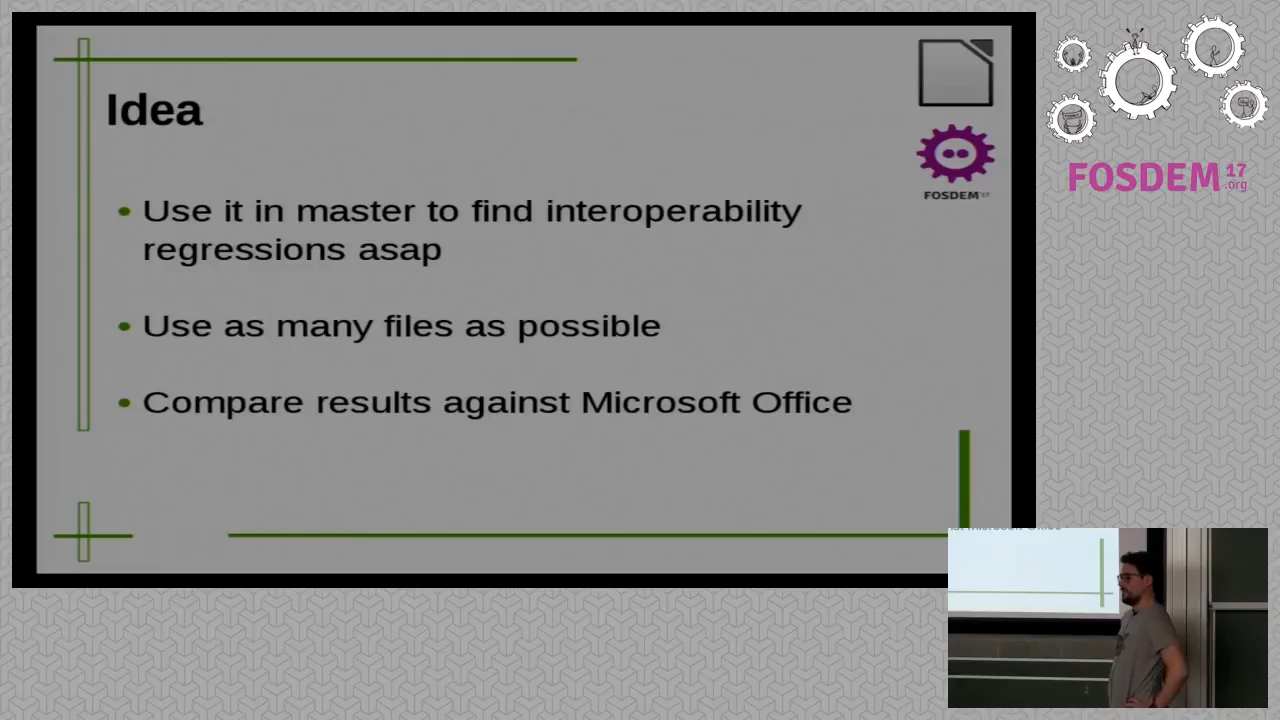 Idea
• Use it in master to find interoperability
regressions asap
• Use as many files as possible
• Compare results against Microsoft Office
FOSDEM 17
FOSDEM 17
.org